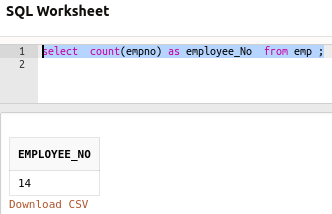 SQL Worksheet
1 select  count(empno) as employee_No  from emp ;
2
EMPLOYEE_NO
14
Download CSV